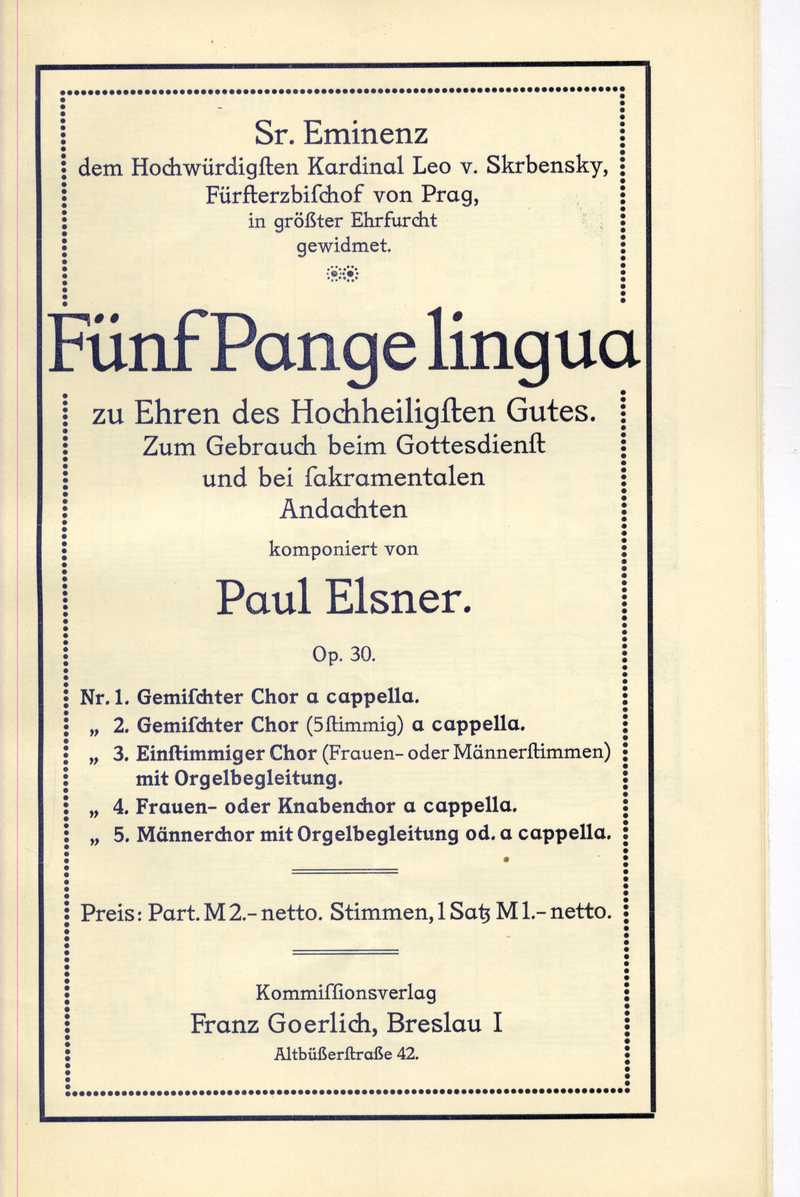 Sr. Eminenz
dem Hochwürdigſten Kardinal Leo v. Skrbensky,
Fürſterzbiſchof von Prag,
in größter Ehrfurcht
gewidmet.
Fünf Pange lingua
zu Ehren des Hochheiligſten Gutes.
Zum Gebrauch beim Gottesdienſt
und bei ſakramentalen
Andachten
komponiert von
Paul Elsner.
Op. 30.
Nr. 1. Gemiſchter Chor a cappella.
„ 2. Gemiſchter Chor (5ſtimmig) a cappella.
„ 3. Einſtimmiger Chor (Frauen- oder Männerſtimmen)
mit Orgelbegleitung.
„ 4. Frauen- oder Knabenchor a cappella.
„ 5. Männerchor mit Orgelbegleitung od. a cappella.
Preis: Part. M 2.- netto. Stimmen, 1 Satz M 1.- netto.
Kommiſſionsverlag
Franz Goerlich, Breslau I
Altbüßerſtraße 42.